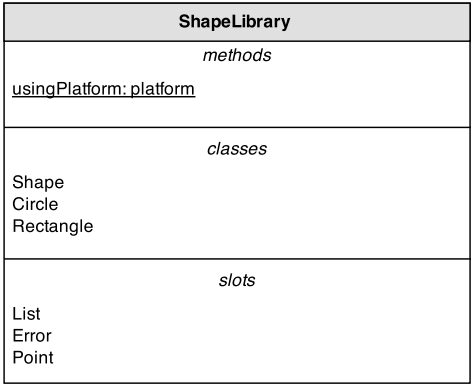 ShapeLibrary
methods
usingPlatform: platform
classes
Shape
Circle
Rectangle
slots
List
Error
Point